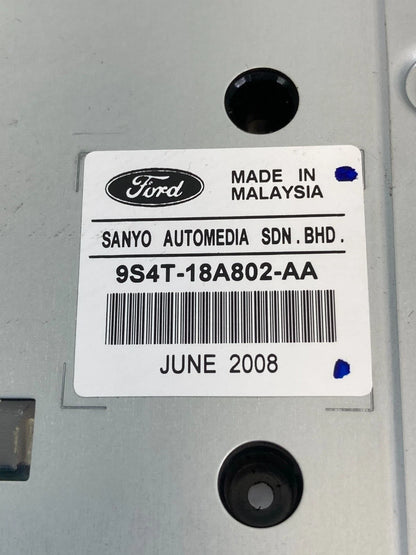 Ford
MADE IN
MALAYSIA
SANYO AUTOMEDIA SDN.BHD.
9S4T-18A802-AA
JUNE 2008